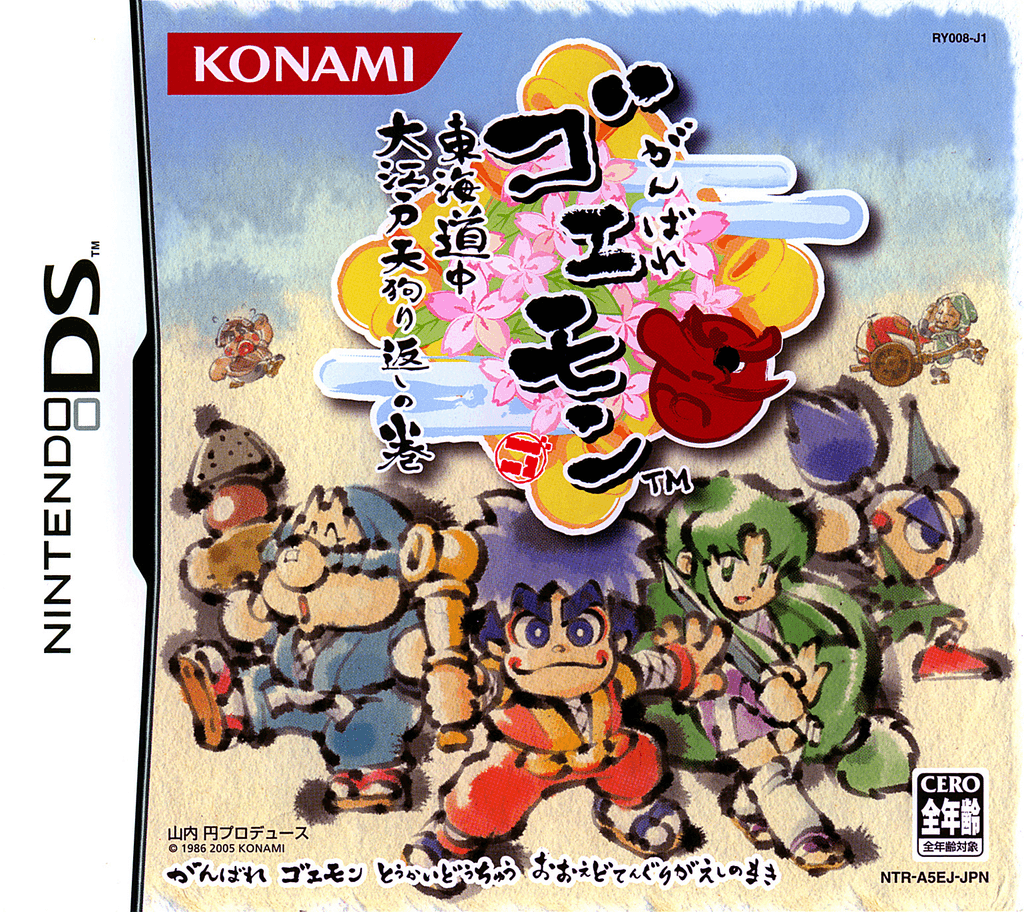 NINTENDO DS™
KONAMI
RY008-J1
がんばれ
ゴエモン
TM
東海道中
大江戸天狗り返しの巻
ゴ
山内 円プロデュース
© 1986 2005 KONAMI
がんばれ ゴエモン とうかいどうちゅう おおえどてんぐりがえしのまき
CERO
全年齢
全年齢対象
NTR-A5EJ-JPN